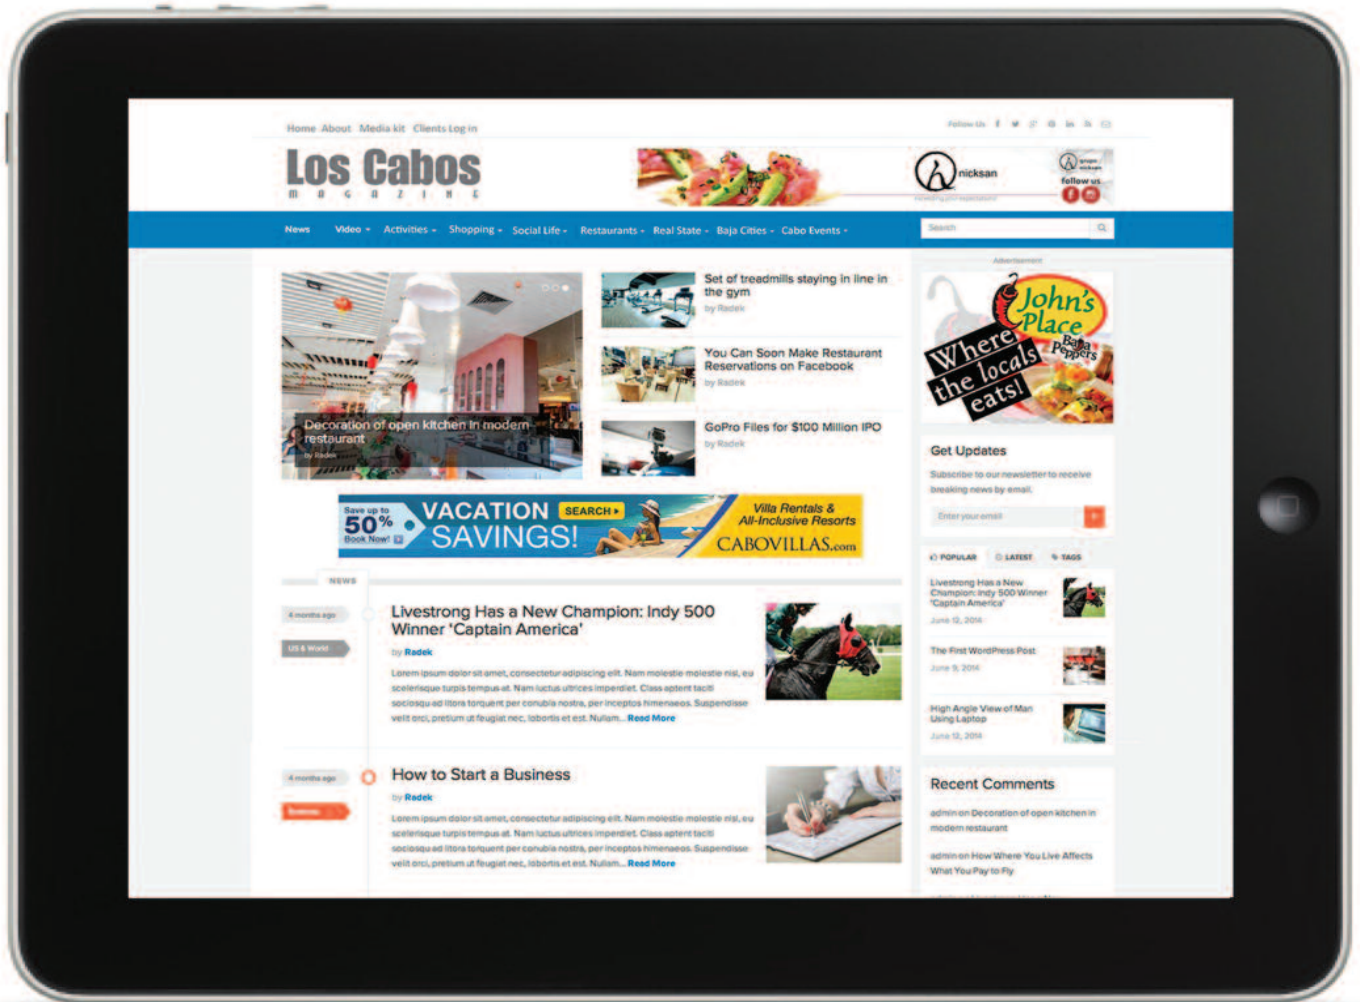 Home About Media kit Clients Log in
Follow Us
Los Cabos
MAGAZINE
nicksan
grupo nicksan
follow us
News Video Activities Shopping Social Life Restaurants Real State Baja Cities Cabo Events
Search
Advertisement
Decoration of open kitchen in modern
restaurant
by Radek
Set of treadmills staying in line in
the gym
by Radek
You Can Soon Make Restaurant
Reservations on Facebook
by Radek
GoPro Files for $100 Million IPO
by Radek
John's
Place
Baja
Peppers
Where
the locals
eats!
Get Updates
Subscribe to our newsletter to receive
breaking news by email.
Enter your email
Save up to
50%
Book Now!
VACATION
SAVINGS!
SEARCH
Villa Rentals &
All-Inclusive Resorts
CABOVILLAS.com
POPULAR LATEST TAGS
Livestrong Has a New
Champion: Indy 500 Winner
'Captain America'
June 12, 2014
The First WordPress Post
June 9, 2014
High Angle View of Man
Using Laptop
June 12, 2014
NEWS
4 months ago
US & World
Livestrong Has a New Champion: Indy 500
Winner 'Captain America'
by Radek
Lorem ipsum dolor sit amet, consectetur adipiscing elit. Nam molestie molestie nisl, eu
scelerisque turpis tempus at. Nam luctus ultrices imperdiet. Class aptent taciti
sociosqu ad litora torquent per conubia nostra, per inceptos himenaeos. Suspendisse
velit orci, pretium ut feugiat nec, lobortis et est. Nullam... Read More
4 months ago
Business
How to Start a Business
by Radek
Lorem ipsum dolor sit amet, consectetur adipiscing elit. Nam molestie molestie nisl, eu
scelerisque turpis tempus at. Nam luctus ultrices imperdiet. Class aptent taciti
sociosqu ad litora torquent per conubia nostra, per inceptos himenaeos. Suspendisse
velit orci, pretium ut feugiat nec, lobortis et est. Nullam... Read More
Recent Comments
admin on Decoration of open kitchen in
modern restaurant
admin on How Where You Live Affects
What You Pay to Fly